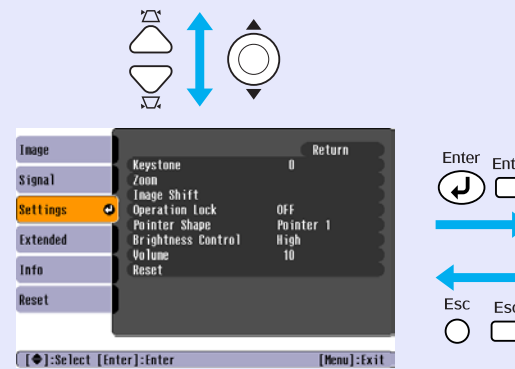 Image
Signal
Settings
Extended
Info
Reset
Return
Keystone 0
Zoom
Image Shift
Operation Lock OFF
Pointer Shape Pointer 1
Brightness Control High
Volume 10
Reset
[◆]:Select [Enter]:Enter [Menu]:Exit
Enter
Esc